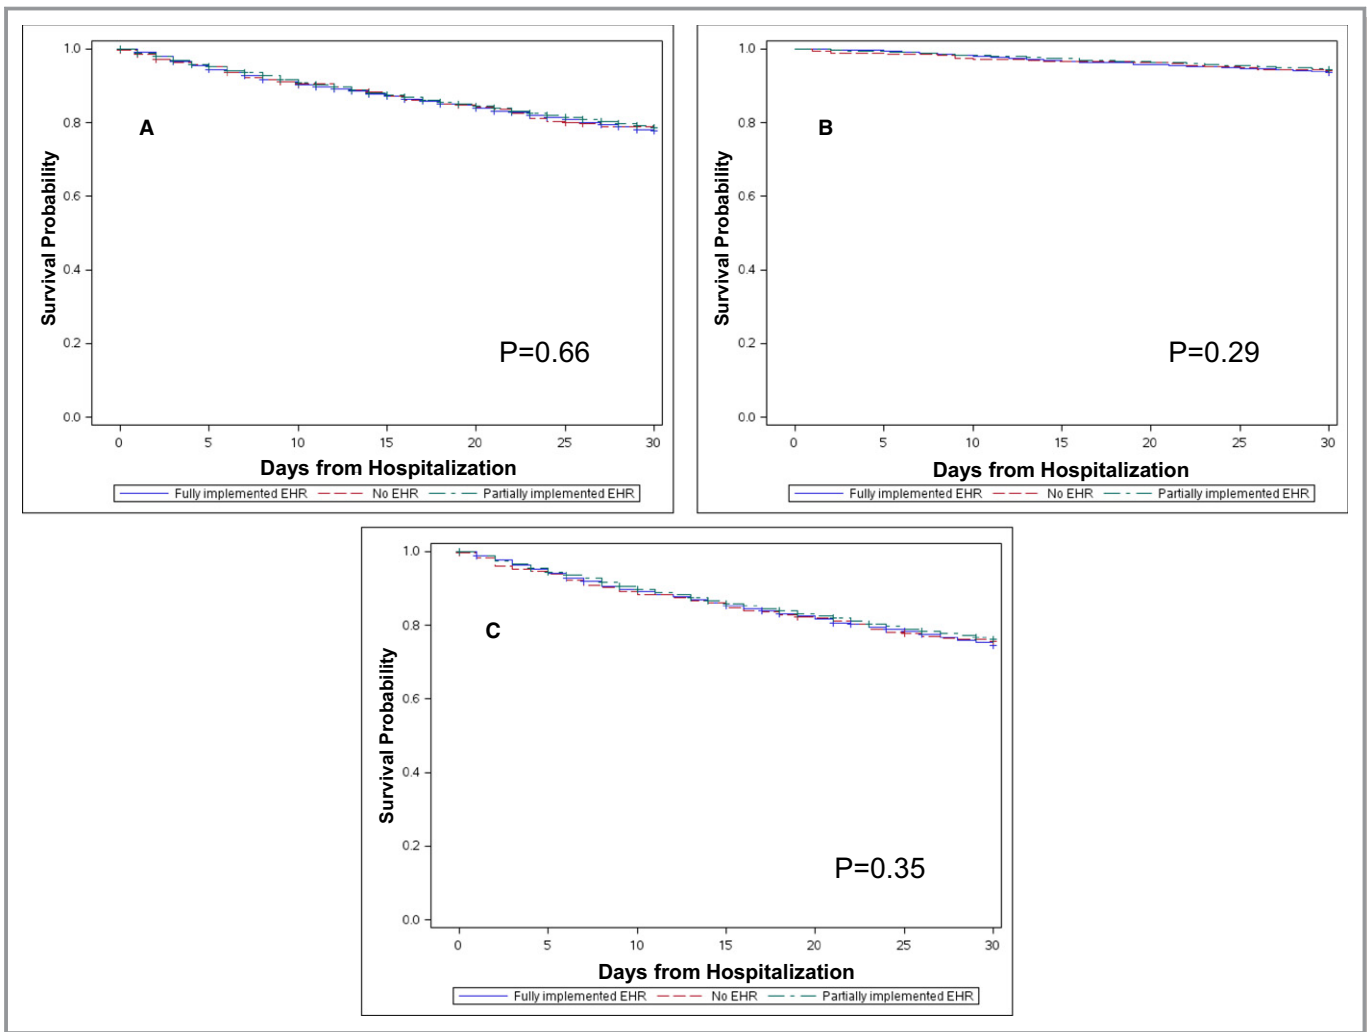 1.0
0.8
0.6
0.4
0.2
0.0
Survival Probability
A
P=0.66
0 5 10 15 20 25 30
Days from Hospitalization
Fully implemented EHR No EHR Partially implemented EHR
1.0
0.8
0.6
0.4
0.2
0.0
Survival Probability
B
P=0.29
0 5 10 15 20 25 30
Days from Hospitalization
Fully implemented EHR No EHR Partially implemented EHR
1.0
0.8
0.6
0.4
0.2
0.0
Survival Probability
C
P=0.35
0 5 10 15 20 25 30
Days from Hospitalization
Fully implemented EHR No EHR Partially implemented EHR